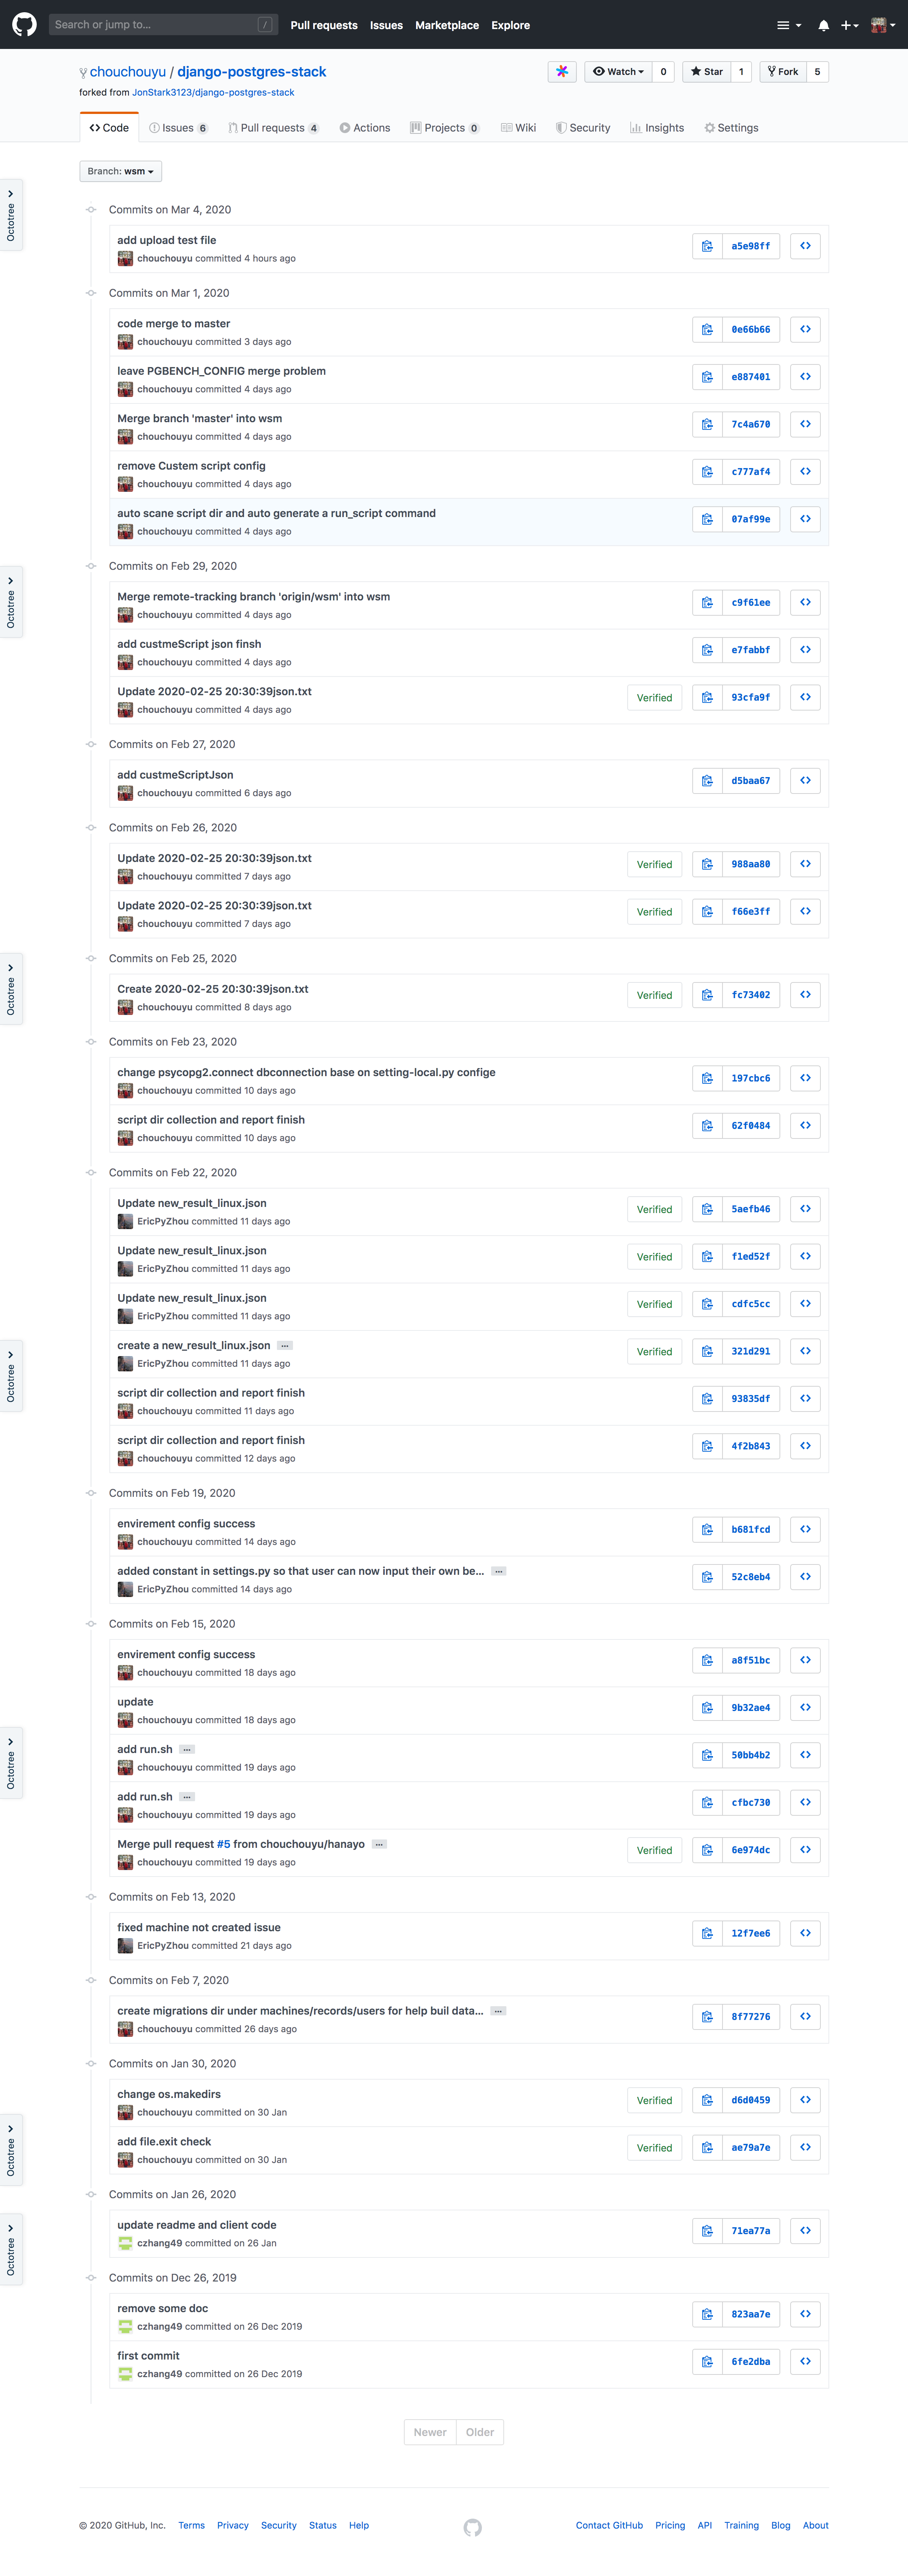 Search or jump to... /
Pull requests Issues Marketplace Explore
chouchouyu / django-postgres-stack
Watch 0 Star 1 Fork 5
forked from JonStark3123/django-postgres-stack
Code Issues 6 Pull requests 4 Actions Projects 0 Wiki Security Insights Settings
Branch: wsm
Octotree
Commits on Mar 4, 2020
add upload test file
chouchouyu committed 4 hours ago
a5e98ff
Commits on Mar 1, 2020
code merge to master
chouchouyu committed 3 days ago
0e66b66
leave PGBENCH_CONFIG merge problem
chouchouyu committed 4 days ago
e887401
Merge branch 'master' into wsm
chouchouyu committed 4 days ago
7c4a670
remove Custem script config
chouchouyu committed 4 days ago
c777af4
auto scane script dir and auto generate a run_script command
chouchouyu committed 4 days ago
07af99e
Commits on Feb 29, 2020
Octotree
Merge remote-tracking branch 'origin/wsm' into wsm
chouchouyu committed 4 days ago
c9f61ee
add custmeScript json finsh
chouchouyu committed 4 days ago
e7fabbf
Update 2020-02-25 20:30:39json.txt
chouchouyu committed 4 days ago
Verified 93cfa9f
Commits on Feb 27, 2020
add custmeScriptJson
chouchouyu committed 6 days ago
d5baa67
Commits on Feb 26, 2020
Update 2020-02-25 20:30:39json.txt
chouchouyu committed 7 days ago
Verified 988aa80
Update 2020-02-25 20:30:39json.txt
chouchouyu committed 7 days ago
Verified f66e3ff
Commits on Feb 25, 2020
Octotree
Create 2020-02-25 20:30:39json.txt
chouchouyu committed 8 days ago
Verified fc73402
Commits on Feb 23, 2020
change psycopg2.connect dbconnection base on setting-local.py confige
chouchouyu committed 10 days ago
197cbc6
script dir collection and report finish
chouchouyu committed 10 days ago
62f0484
Commits on Feb 22, 2020
Update new_result_linux.json
EricPyZhou committed 11 days ago
Verified 5aefb46
Update new_result_linux.json
EricPyZhou committed 11 days ago
Verified f1ed52f
Update new_result_linux.json
EricPyZhou committed 11 days ago
Verified cdfc5cc
create a new_result_linux.json ...
EricPyZhou committed 11 days ago
Verified 321d291
Octotree
script dir collection and report finish
chouchouyu committed 11 days ago
93835df
script dir collection and report finish
chouchouyu committed 12 days ago
4f2b843
Commits on Feb 19, 2020
envirement config success
chouchouyu committed 14 days ago
b681fcd
added constant in settings.py so that user can now input their own be... ...
EricPyZhou committed 14 days ago
52c8eb4
Commits on Feb 15, 2020
envirement config success
chouchouyu committed 18 days ago
a8f51bc
update
chouchouyu committed 18 days ago
9b32ae4
Octotree
add run.sh ...
chouchouyu committed 19 days ago
50bb4b2
add run.sh ...
chouchouyu committed 19 days ago
cfbc730
Merge pull request #5 from chouchouyu/hanayo ...
chouchouyu committed 19 days ago
Verified 6e974dc
Commits on Feb 13, 2020
fixed machine not created issue
EricPyZhou committed 21 days ago
12f7ee6
Commits on Feb 7, 2020
create migrations dir under machines/records/users for help buil data... ...
chouchouyu committed 26 days ago
8f77276
Commits on Jan 30, 2020
change os.makedirs
chouchouyu committed on 30 Jan
Verified d6d0459
Octotree
add file.exit check
chouchouyu committed on 30 Jan
Verified ae79a7e
Commits on Jan 26, 2020
Octotree
update readme and client code
czhang49 committed on 26 Jan
71ea77a
Commits on Dec 26, 2019
remove some doc
czhang49 committed on 26 Dec 2019
823aa7e
first commit
czhang49 committed on 26 Dec 2019
6fe2dba
Newer Older
© 2020 GitHub, Inc. Terms Privacy Security Status Help Contact GitHub Pricing API Training Blog About